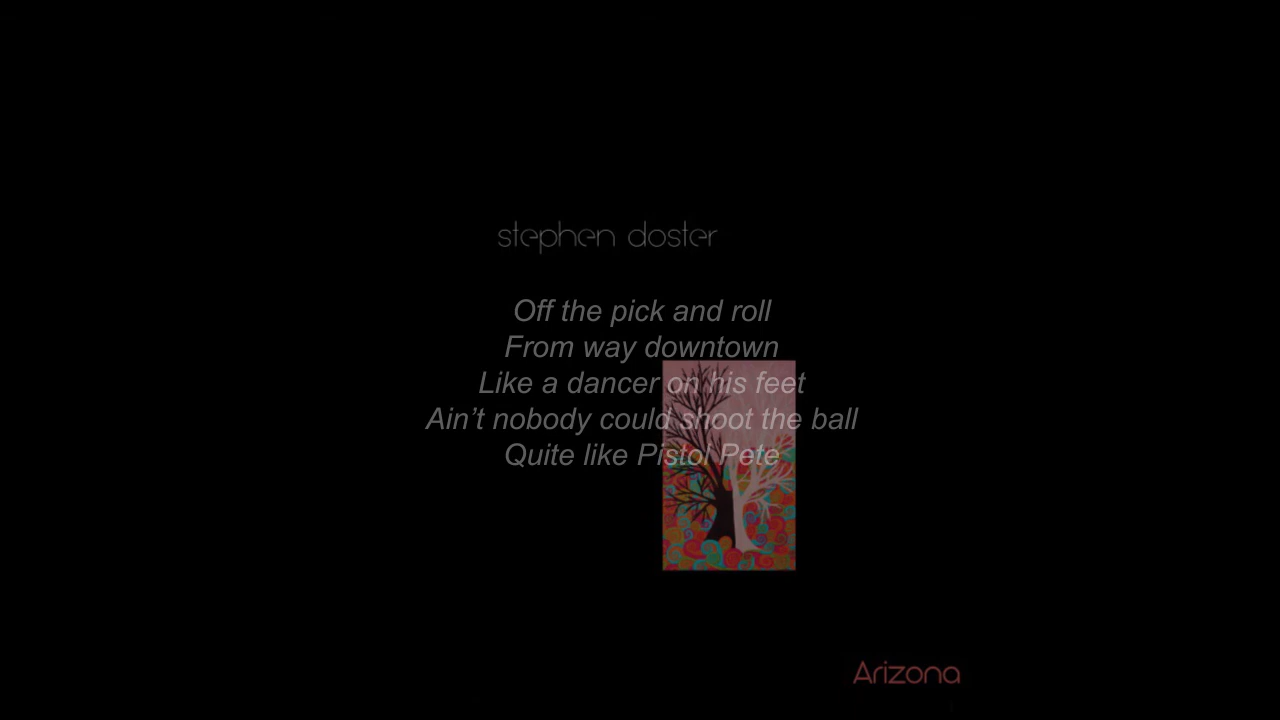 stephen doster
Off the pick and roll
From way downtown
Like a dancer on his feet
Ain’t nobody could shoot the ball
Quite like Pistol Pete
Arizona